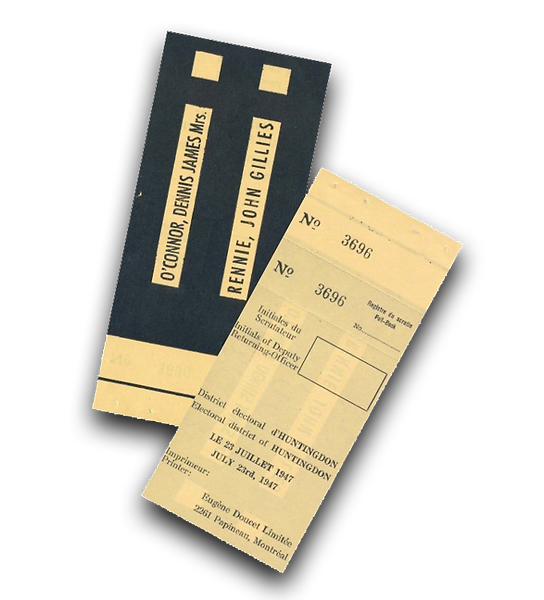 O'CONNOR, DENNIS JAMES Mrs.
RENNIE, JOHN GILLIES
Nº 3696
Nº 3696
Registre du scrutin
Poll-Book
No.
Initiales du
Scrutateur
Initials of Deputy
Returning-Officer
District électoral d'HUNTINGDON
Electoral district of HUNTINGDON
LE 23 JUILLET 1947
JULY 23rd, 1947
Imprimeur:
Printer:
Eugène Doucet Limitée
2261 Papineau, Montréal